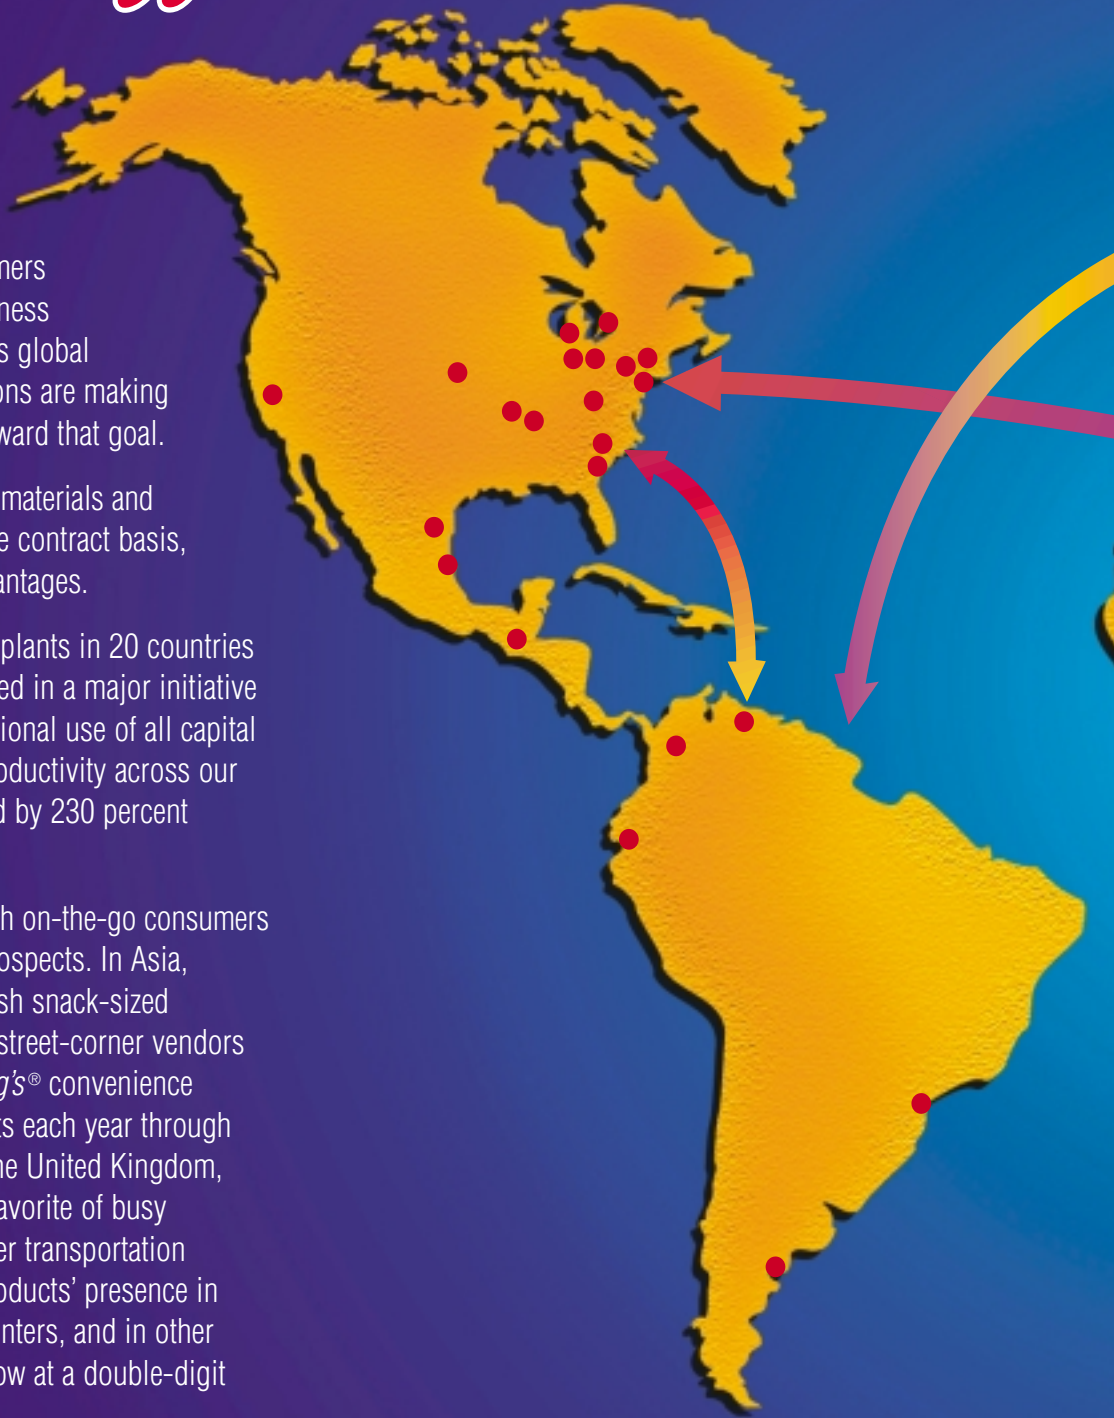 ness
s global
ons are making
ward that goal.
materials and
e contract basis,
antages.
plants in 20 countries
ed in a major initiative
ional use of all capital
oductivity across our
d by 230 percent
h on-the-go consumers
ospects. In Asia,
sh snack-sized
street-corner vendors
g's® convenience
ts each year through
ne United Kingdom,
avorite of busy
er transportation
oducts' presence in
nters, and in other
ow at a double-digit